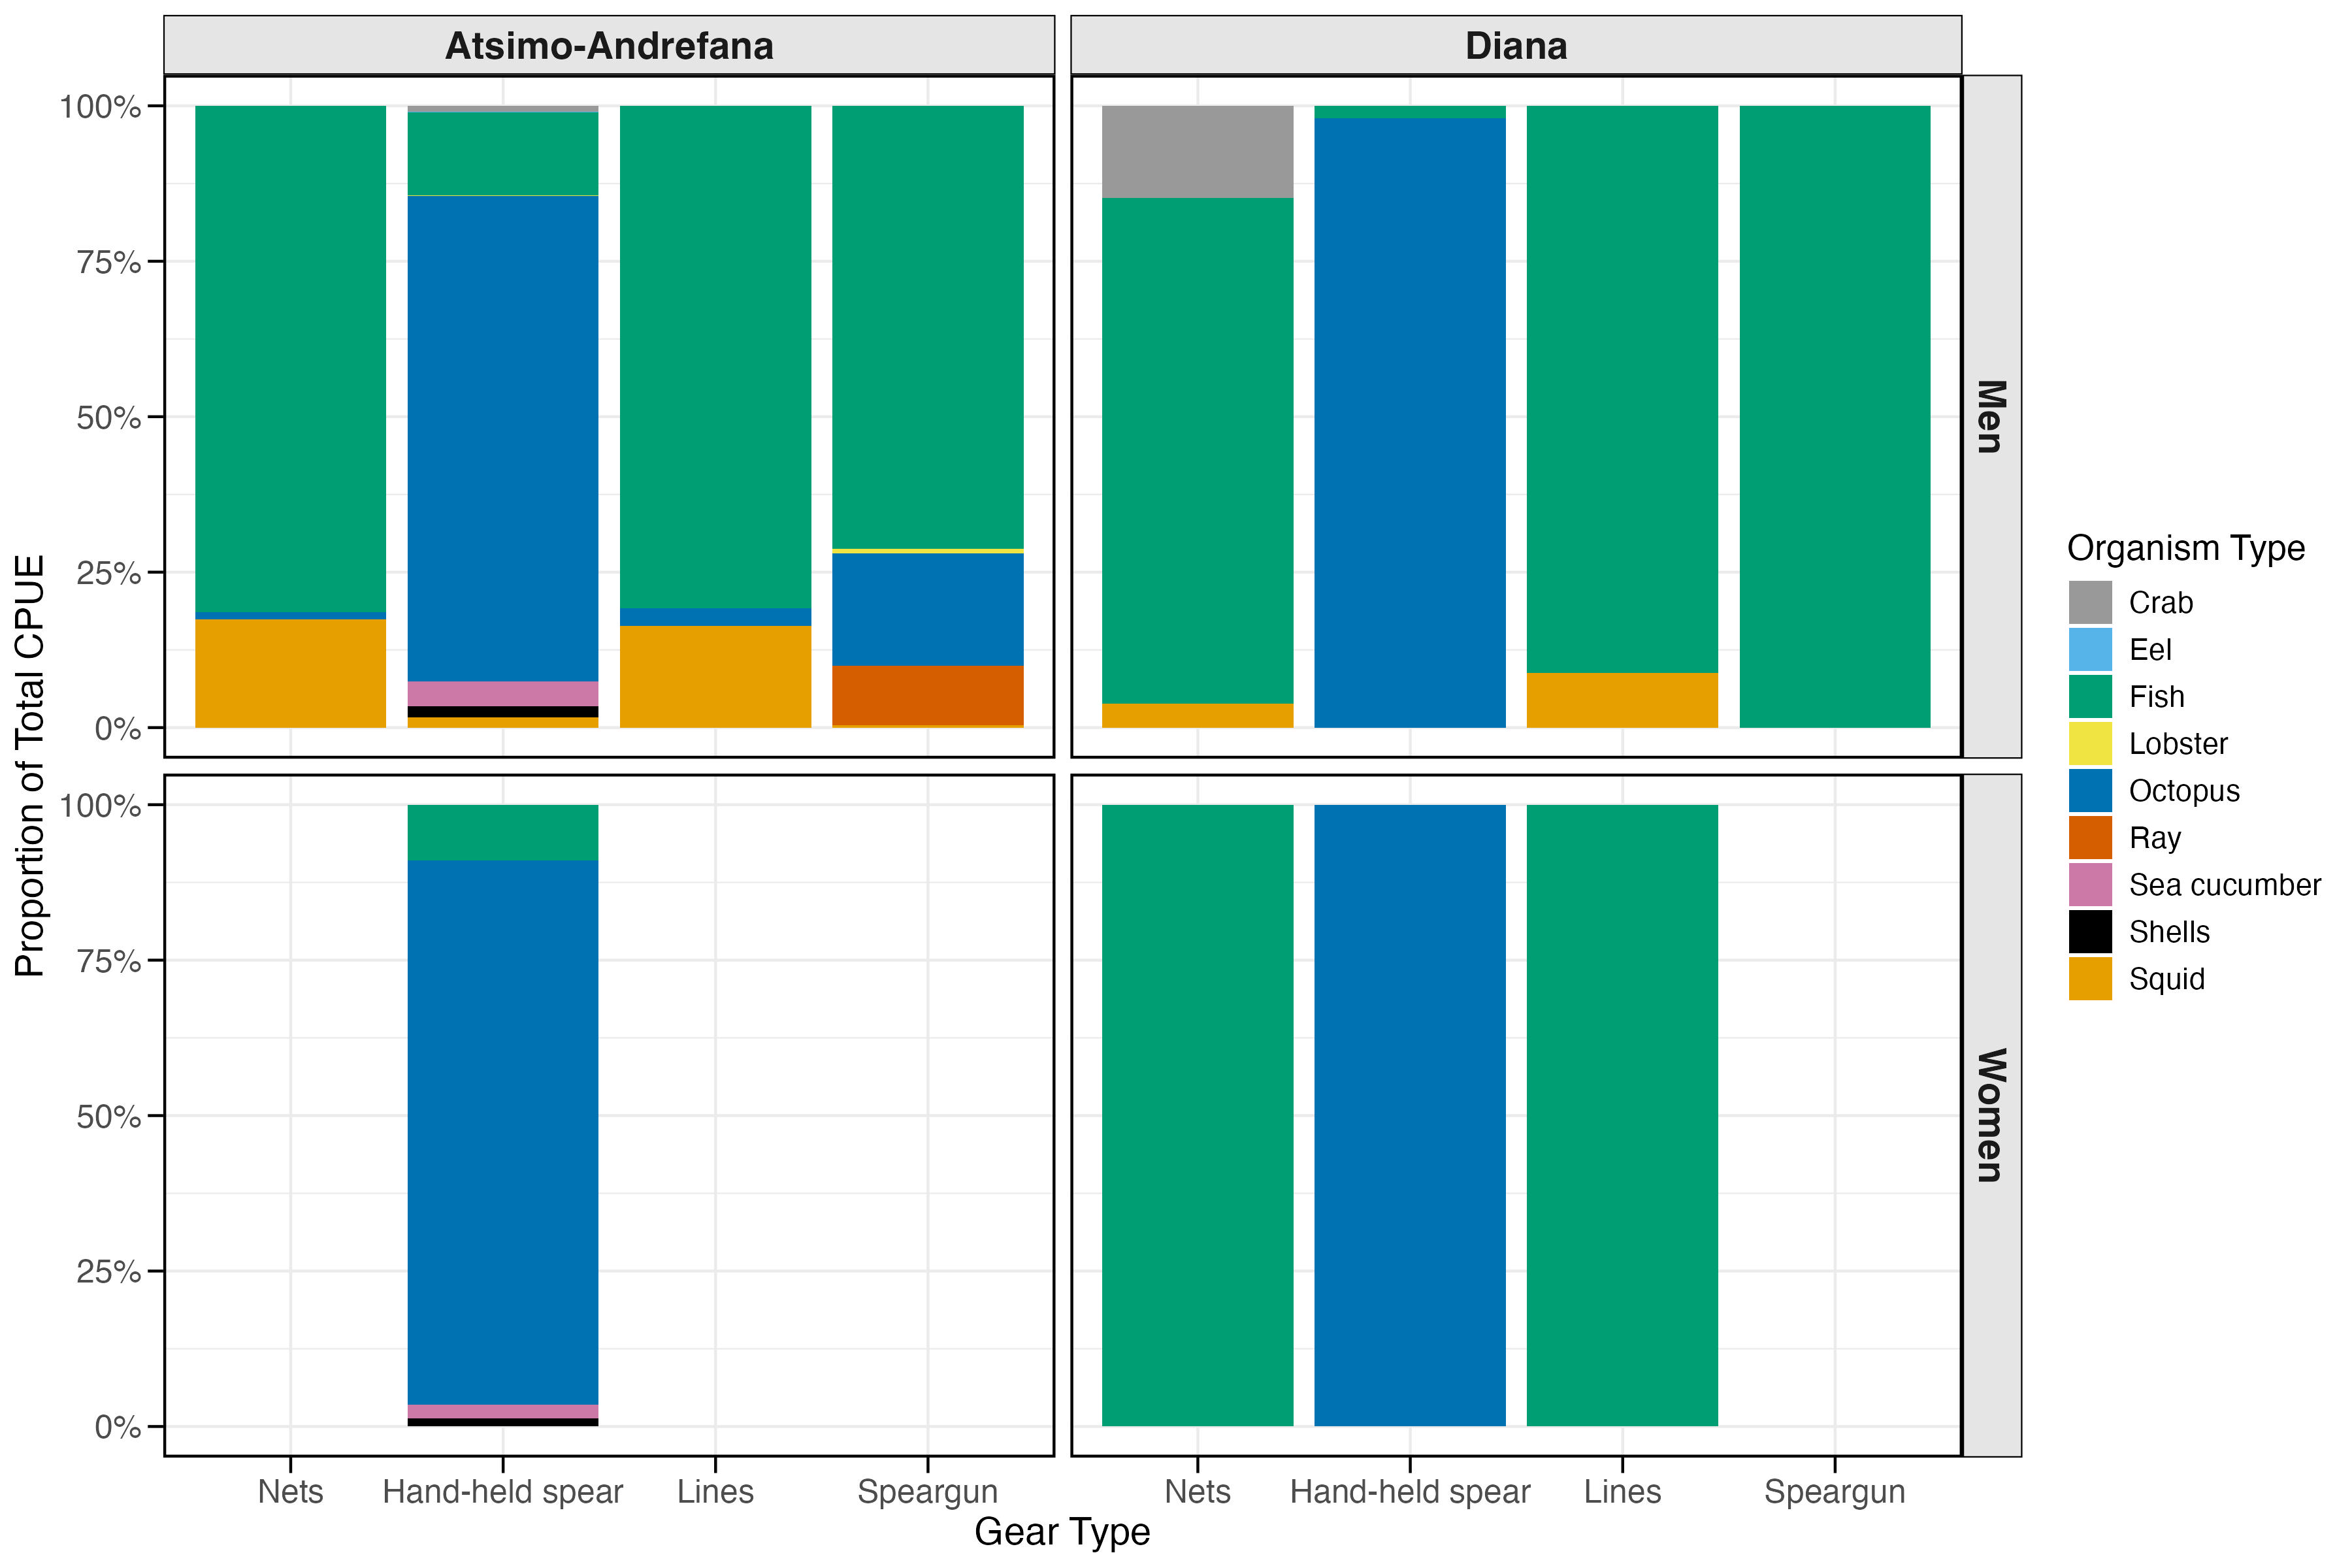 Atsimo-Andrefana
Diana
100%
75%
50%
25%
0%
Men
100%
75%
50%
25%
0%
Women
Proportion of Total CPUE
Nets
Hand-held spear
Lines
Speargun
Nets
Hand-held spear
Lines
Speargun
Gear Type
Organism Type
Crab
Eel
Fish
Lobster
Octopus
Ray
Sea cucumber
Shells
Squid